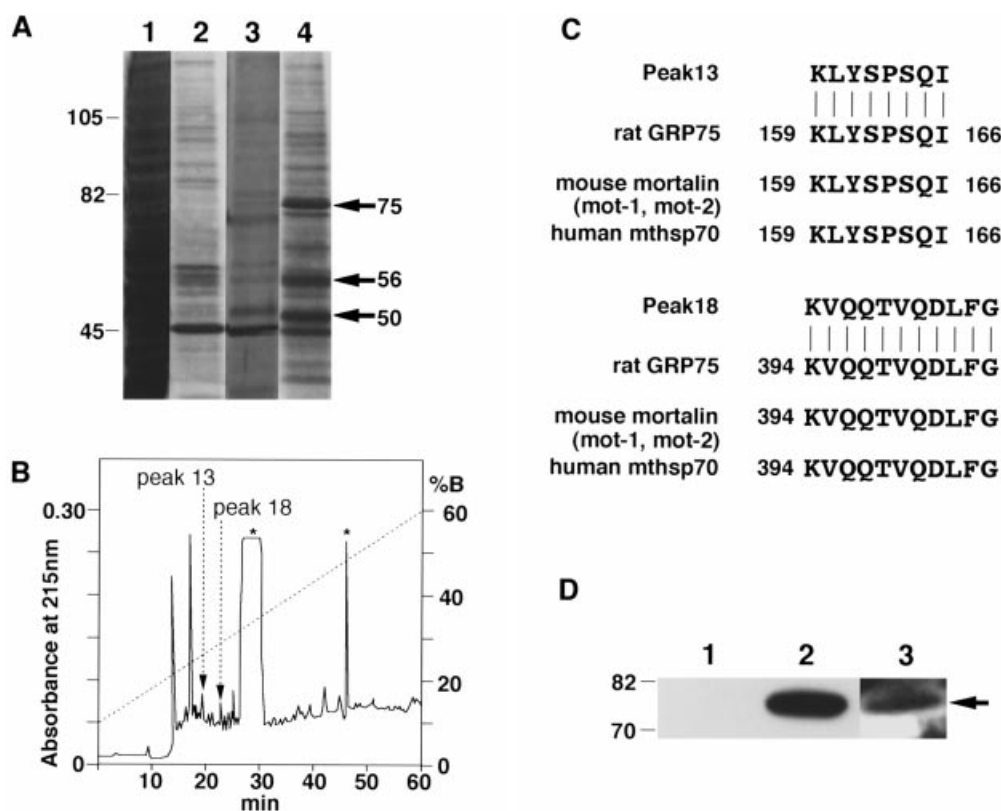 A
1 2 3 4
105
82
45
75
56
50
B
peak 13
peak 18
%B
0.30
0
Absorbance at 215nm
* *
60
40
20
0
10 20 30 40 50 60
min
C
Peak13 KLYSPSQI
rat GRP75 159 KLYSPSQI 166
mouse mortalin 159 KLYSPSQI 166
(mot-1, mot-2)
human mthsp70 159 KLYSPSQI 166
Peak18 KVQQTVQDLFG
rat GRP75 394 KVQQTVQDLFG
mouse mortalin 394 KVQQTVQDLFG
(mot-1, mot-2)
human mthsp70 394 KVQQTVQDLFG
D
1 2 3
82
70